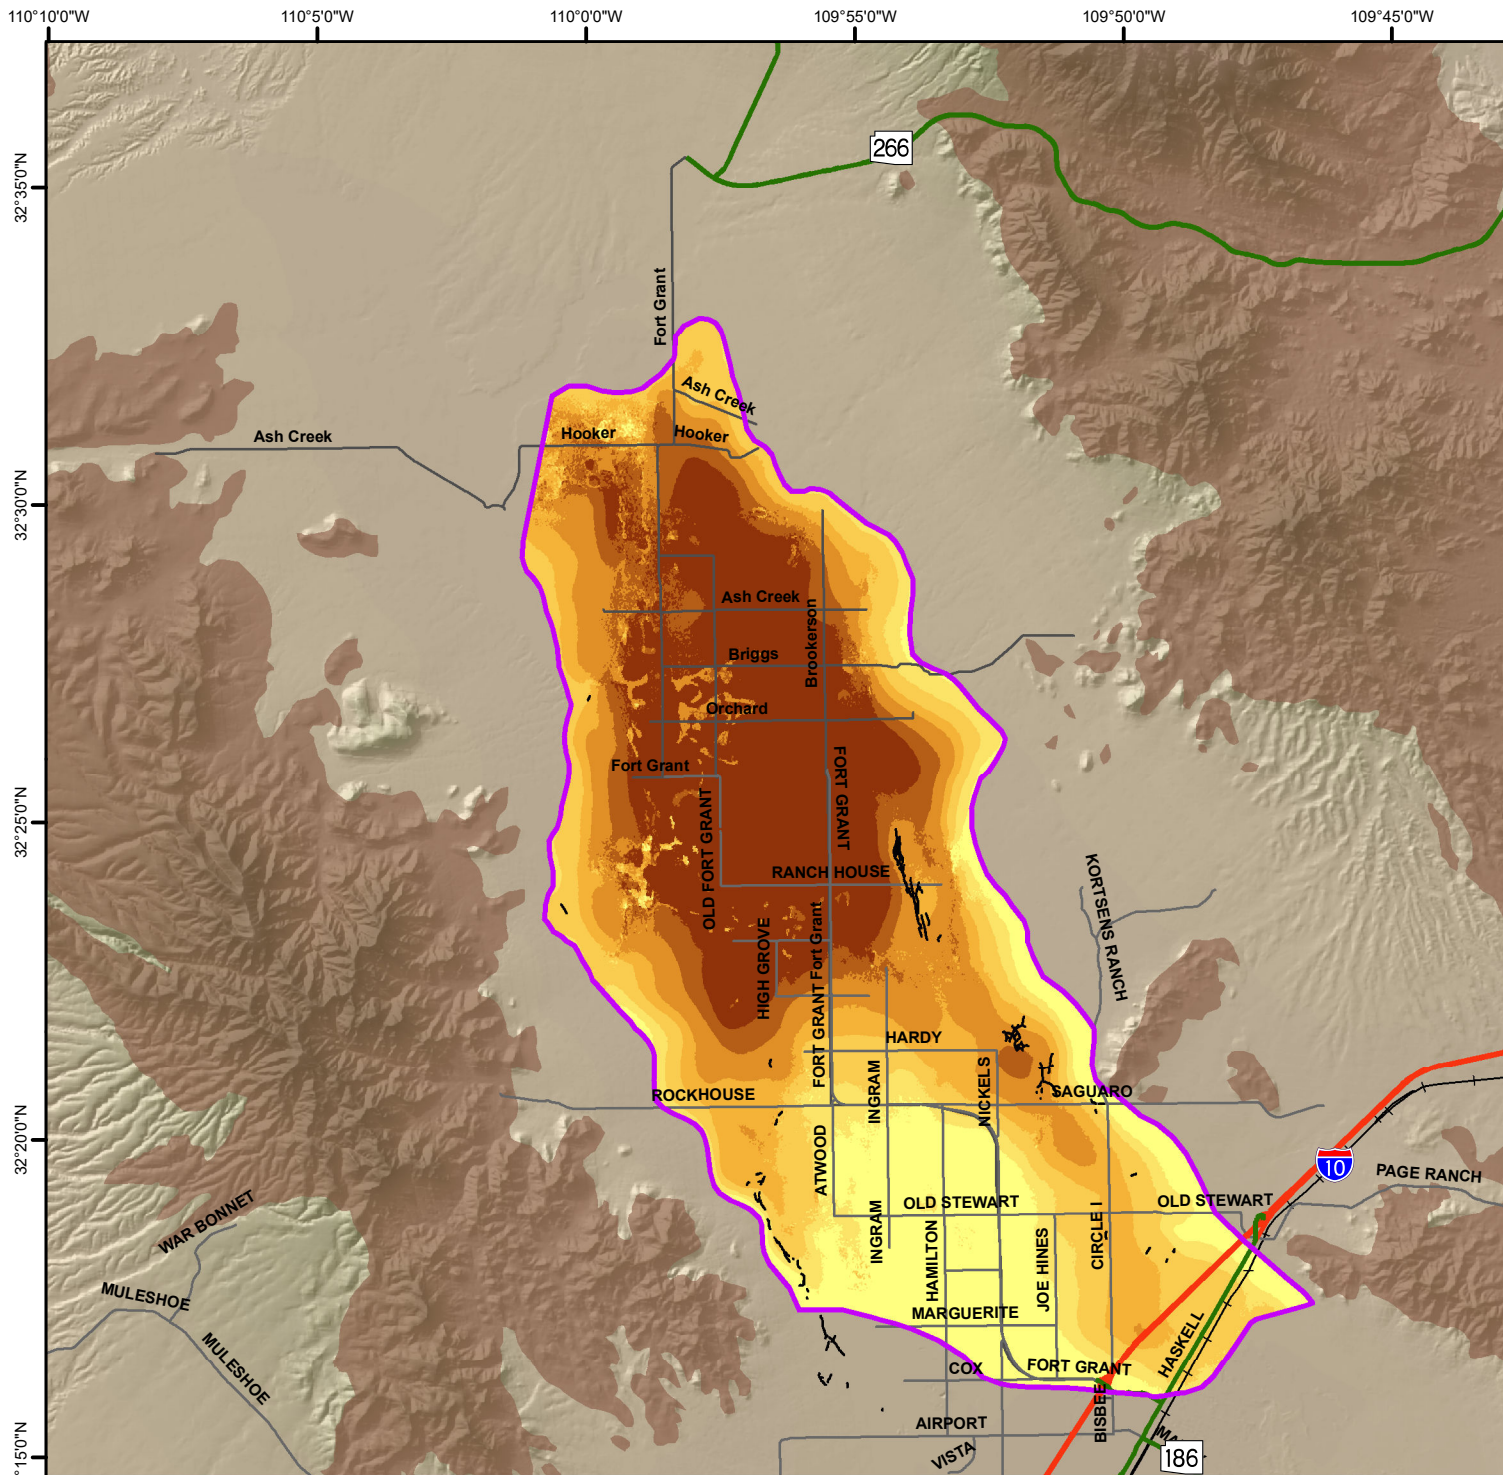 110°10'0"W
110°5'0"W
110°0'0"W
109°55'0"W
109°50'0"W
109°45'0"W
266
32°35'0"N
Fort Grant
Ash Creek
Ash Creek
Hooker
Hooker
32°30'0"N
Ash Creek
Brookerson
Briggs
Orchard
Fort Grant
FORT GRANT
32°25'0"N
OLD FORT GRANT
RANCH HOUSE
KORTSENS RANCH
HIGH GROVE
Fort Grant
FORT GRANT
HARDY
INGRAM
NICKELS
ROCKHOUSE
SAGUARO
32°20'0"N
ATWOOD
10
PAGE RANCH
OLD STEWART
OLD STEWART
WAR BONNET
INGRAM
HAMILTON
JOE HINES
CIRCLE I
MULESHOE
MARGUERITE
HASKELL
MULESHOE
COX
FORT GRANT
BISBEE
AIRPORT
VISTA
186
°15'0"N